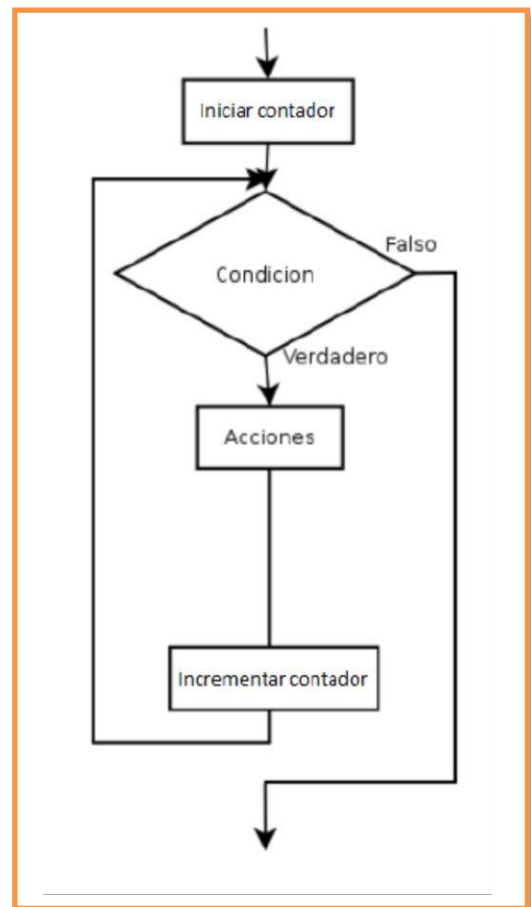 Iniciar contador
Falso
Condicion
Verdadero
Acciones
Incrementar contador